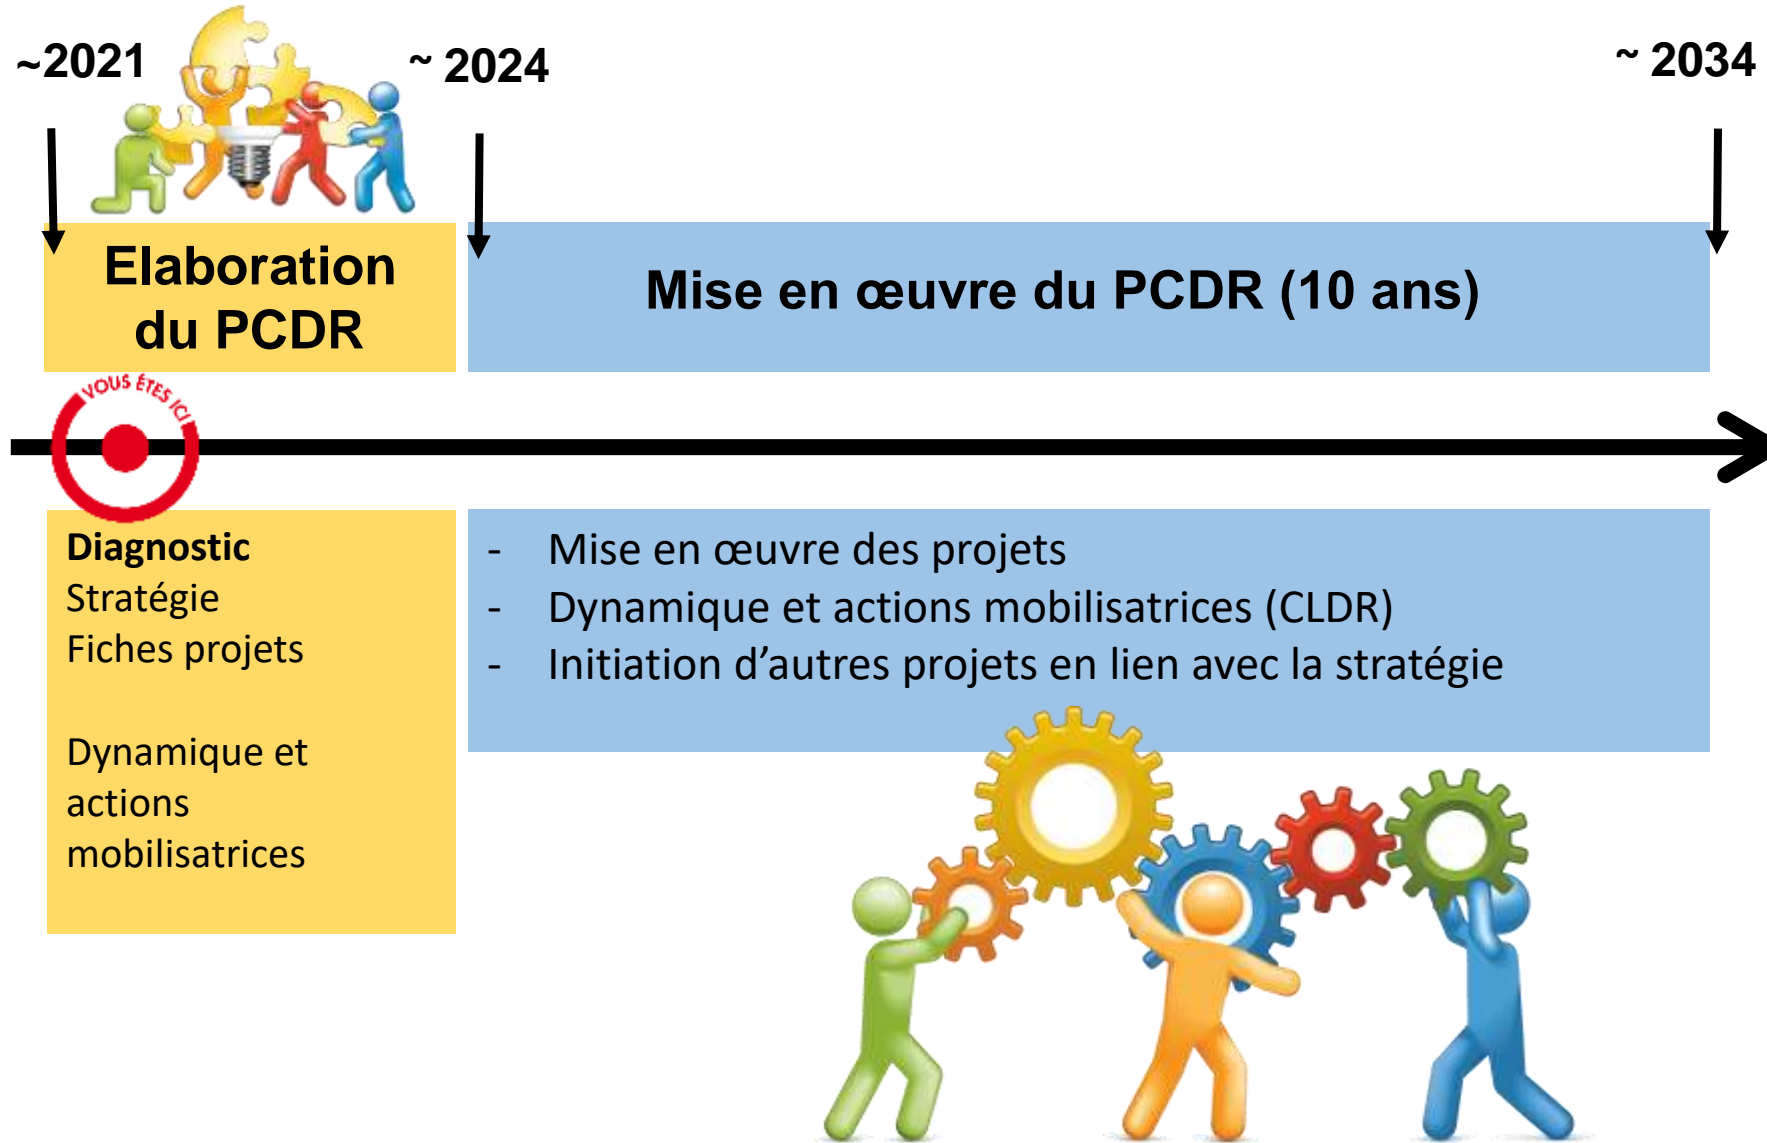 ~2021
~ 2024
~ 2034
Elaboration
du PCDR
Mise en œuvre du PCDR (10 ans)
VOUS ÊTES ICI
Diagnostic
Stratégie
Fiches projets
Dynamique et
actions
mobilisatrices
- Mise en œuvre des projets
- Dynamique et actions mobilisatrices (CLDR)
- Initiation d’autres projets en lien avec la stratégie